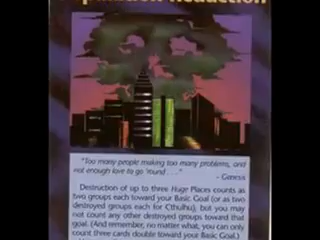 Population Reduction
"Too many people making too many problems, and
not enough love to go 'round . . ."
– Genesis
Destruction of up to three Huge Places counts as
two groups each toward your Basic Goal (or as two
destroyed groups each for Cthulhu), but you may
not count any other destroyed groups toward that
goal. (And remember, no matter what, you can only
count three cards double toward your Basic Goal.)